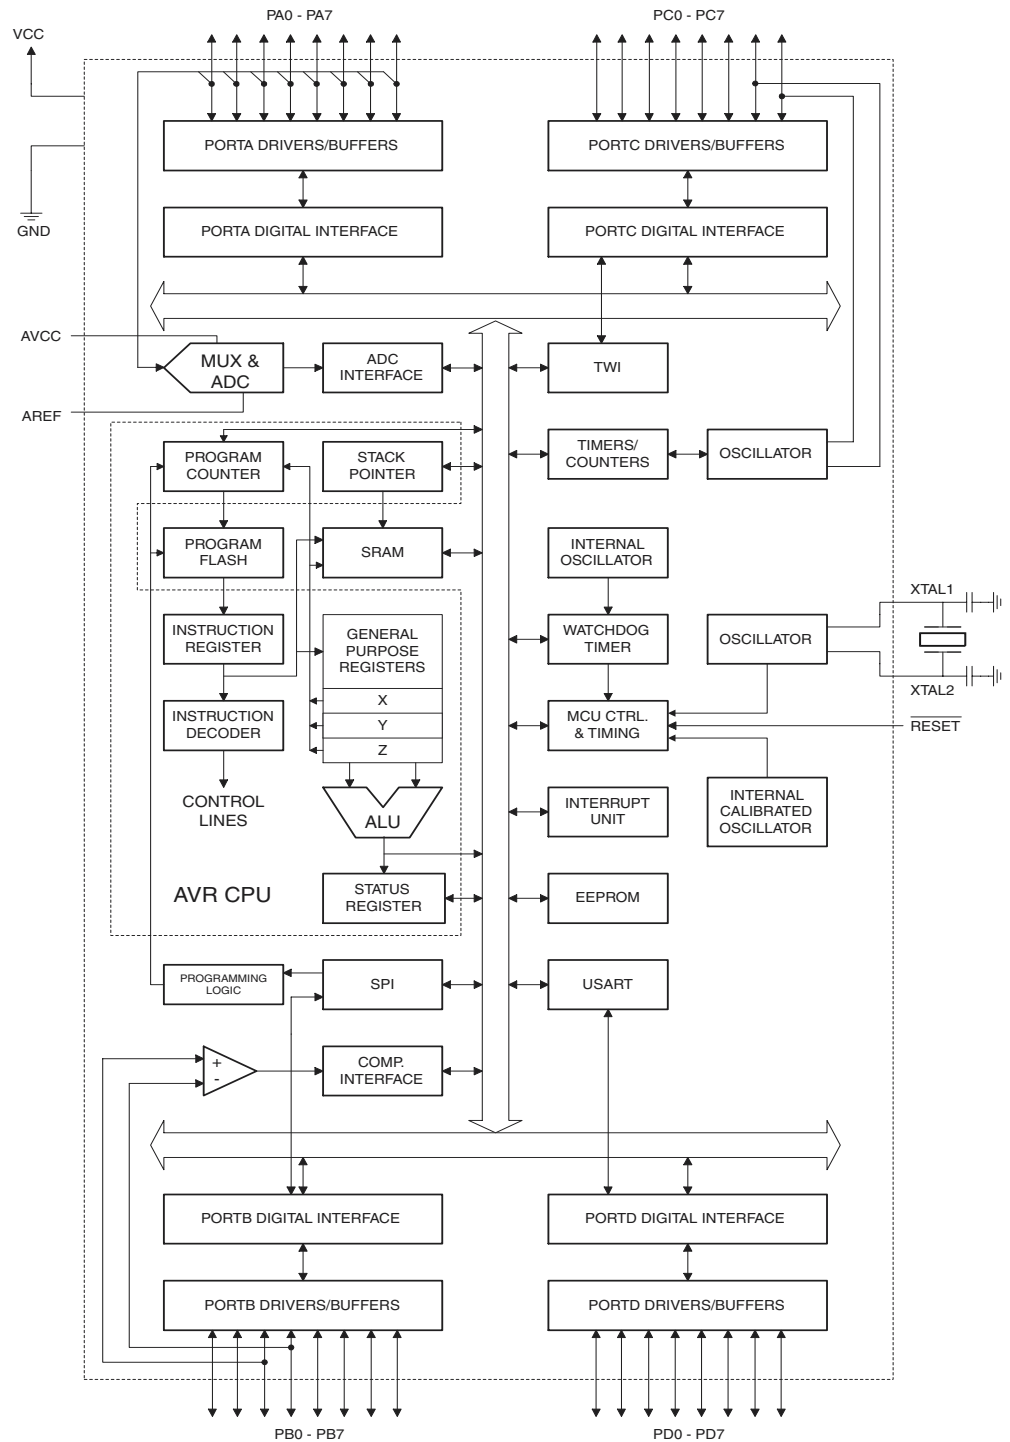 PA0 - PA7
PC0 - PC7
VCC
PORTA DRIVERS/BUFFERS
PORTC DRIVERS/BUFFERS
GND
PORTA DIGITAL INTERFACE
PORTC DIGITAL INTERFACE
AVCC
MUX &
ADC
ADC
INTERFACE
TWI
AREF
PROGRAM
COUNTER
STACK
POINTER
TIMERS/
COUNTERS
OSCILLATOR
PROGRAM
FLASH
SRAM
INTERNAL
OSCILLATOR
XTAL1
INSTRUCTION
REGISTER
GENERAL
PURPOSE
REGISTERS
WATCHDOG
TIMER
OSCILLATOR
X
XTAL2
INSTRUCTION
DECODER
Y
Z
MCU CTRL.
& TIMING
RESET
CONTROL
LINES
ALU
INTERRUPT
UNIT
INTERNAL
CALIBRATED
OSCILLATOR
AVR CPU
STATUS
REGISTER
EEPROM
PROGRAMMING
LOGIC
SPI
USART
+
-
COMP.
INTERFACE
PORTB DIGITAL INTERFACE
PORTD DIGITAL INTERFACE
PORTB DRIVERS/BUFFERS
PORTD DRIVERS/BUFFERS
PB0 - PB7
PD0 - PD7